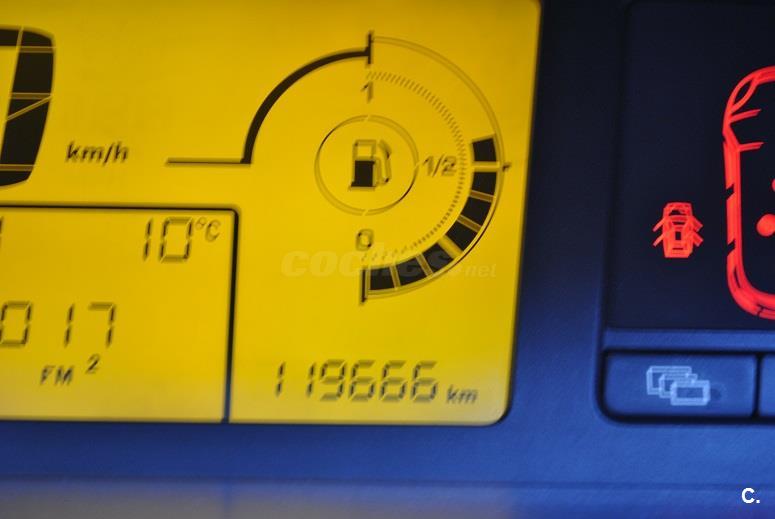 1
km/h
1/2
0
10°C
017
FM 2
119666 km
coches.net
C.